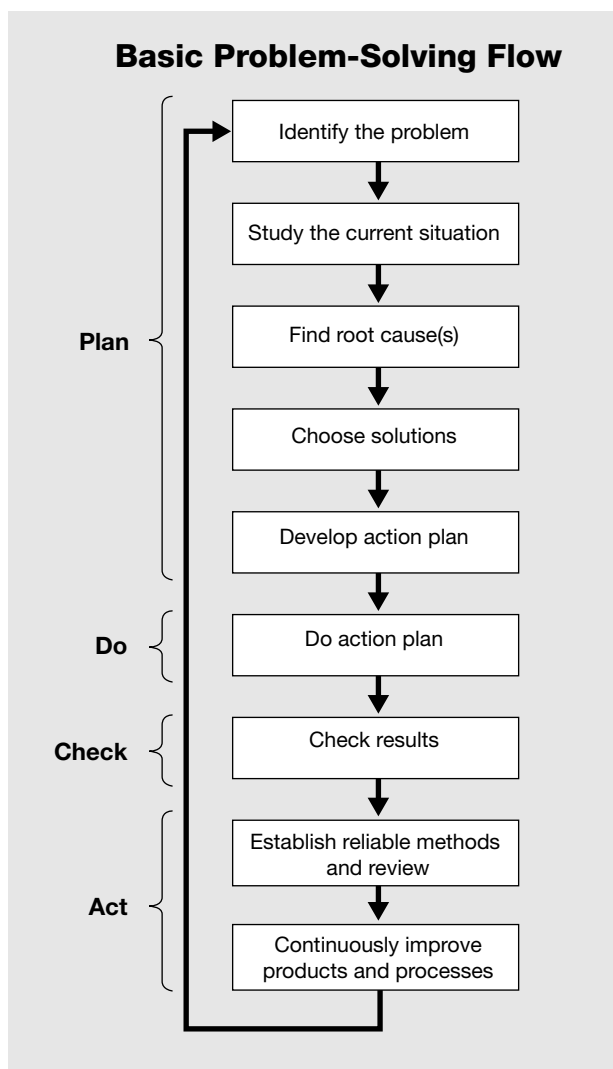 Basic Problem-Solving Flow
Identify the problem
Study the current situation
Plan
Find root cause(s)
Choose solutions
Develop action plan
Do
Do action plan
Check
Check results
Act
Establish reliable methods
and review
Continuously improve
products and processes